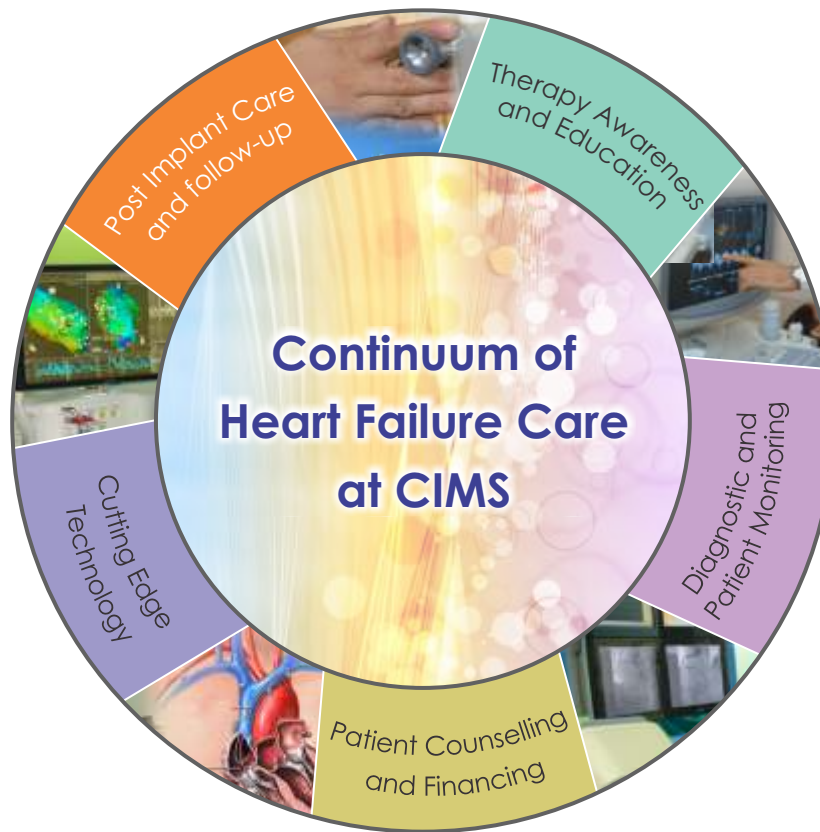 Continuum of
Heart Failure Care
at CIMS
Therapy Awareness
and Education
Diagnostic and
Patient Monitoring
Patient Counselling
and Financing
Cutting Edge
Technology
Post Implant Care
and follow-up